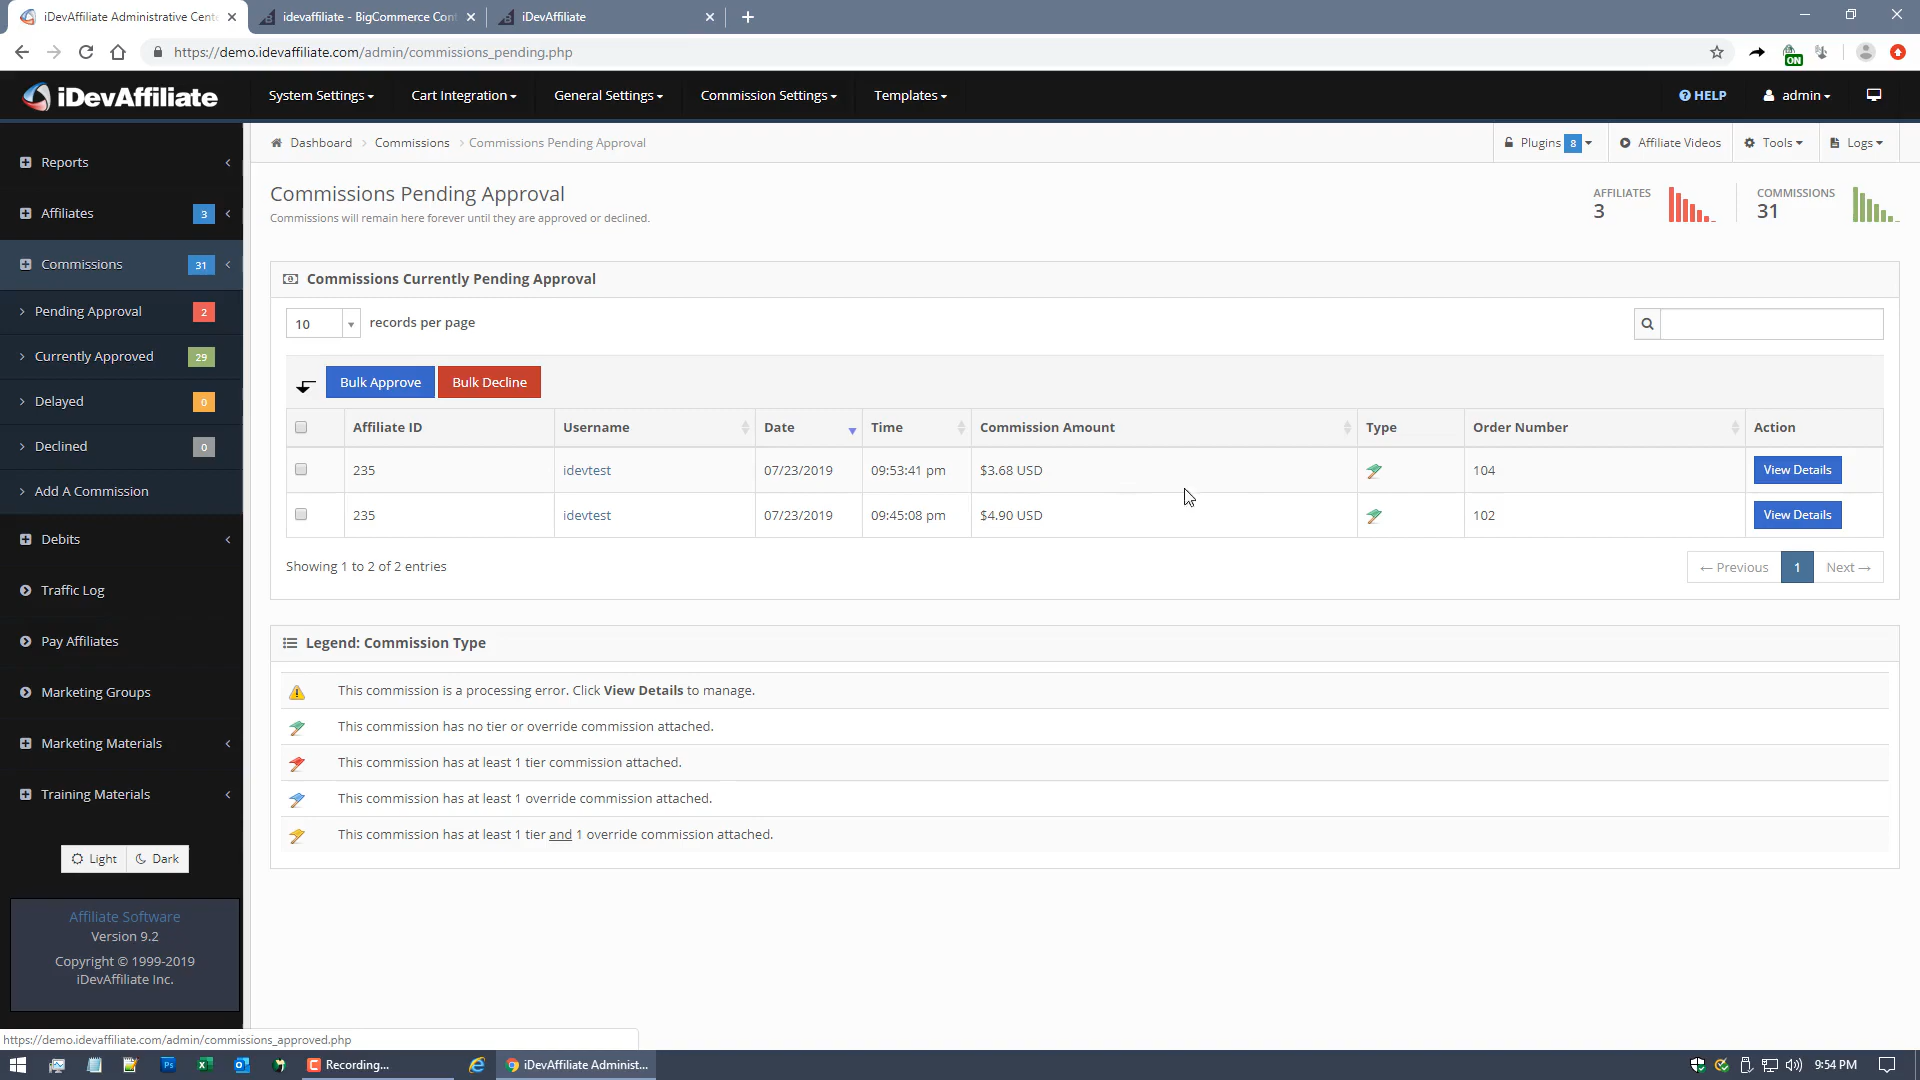 iDevAffiliate Administrative Cente
idevaffiliate - BigCommerce Cont
iDevAffiliate
https://demo.idevaffiliate.com/admin/commissions_pending.php
ON
iDevAffiliate
System Settings
Cart Integration
General Settings
Commission Settings
Templates
HELP
admin
Reports
Affiliates 3
Commissions 31
Pending Approval 2
Currently Approved 29
Delayed 0
Declined 0
Add A Commission
Debits
Traffic Log
Pay Affiliates
Marketing Groups
Marketing Materials
Training Materials
Light Dark
Affiliate Software
Version 9.2
Copyright © 1999-2019
iDevAffiliate Inc.
Dashboard > Commissions > Commissions Pending Approval
Plugins 8
Affiliate Videos
Tools
Logs
Commissions Pending Approval
Commissions will remain here forever until they are approved or declined.
AFFILIATES
3
COMMISSIONS
31
Commissions Currently Pending Approval
10 records per page
Bulk Approve Bulk Decline
Affiliate ID Username Date Time Commission Amount Type Order Number Action
235 idevtest 07/23/2019 09:53:41 pm $3.68 USD 104 View Details
235 idevtest 07/23/2019 09:45:08 pm $4.90 USD 102 View Details
Showing 1 to 2 of 2 entries
← Previous 1 Next →
Legend: Commission Type
This commission is a processing error. Click View Details to manage.
This commission has no tier or override commission attached.
This commission has at least 1 tier commission attached.
This commission has at least 1 override commission attached.
This commission has at least 1 tier and 1 override commission attached.
https://demo.idevaffiliate.com/admin/commissions_approved.php
Recording...
iDevAffiliate Administ...
9:54 PM